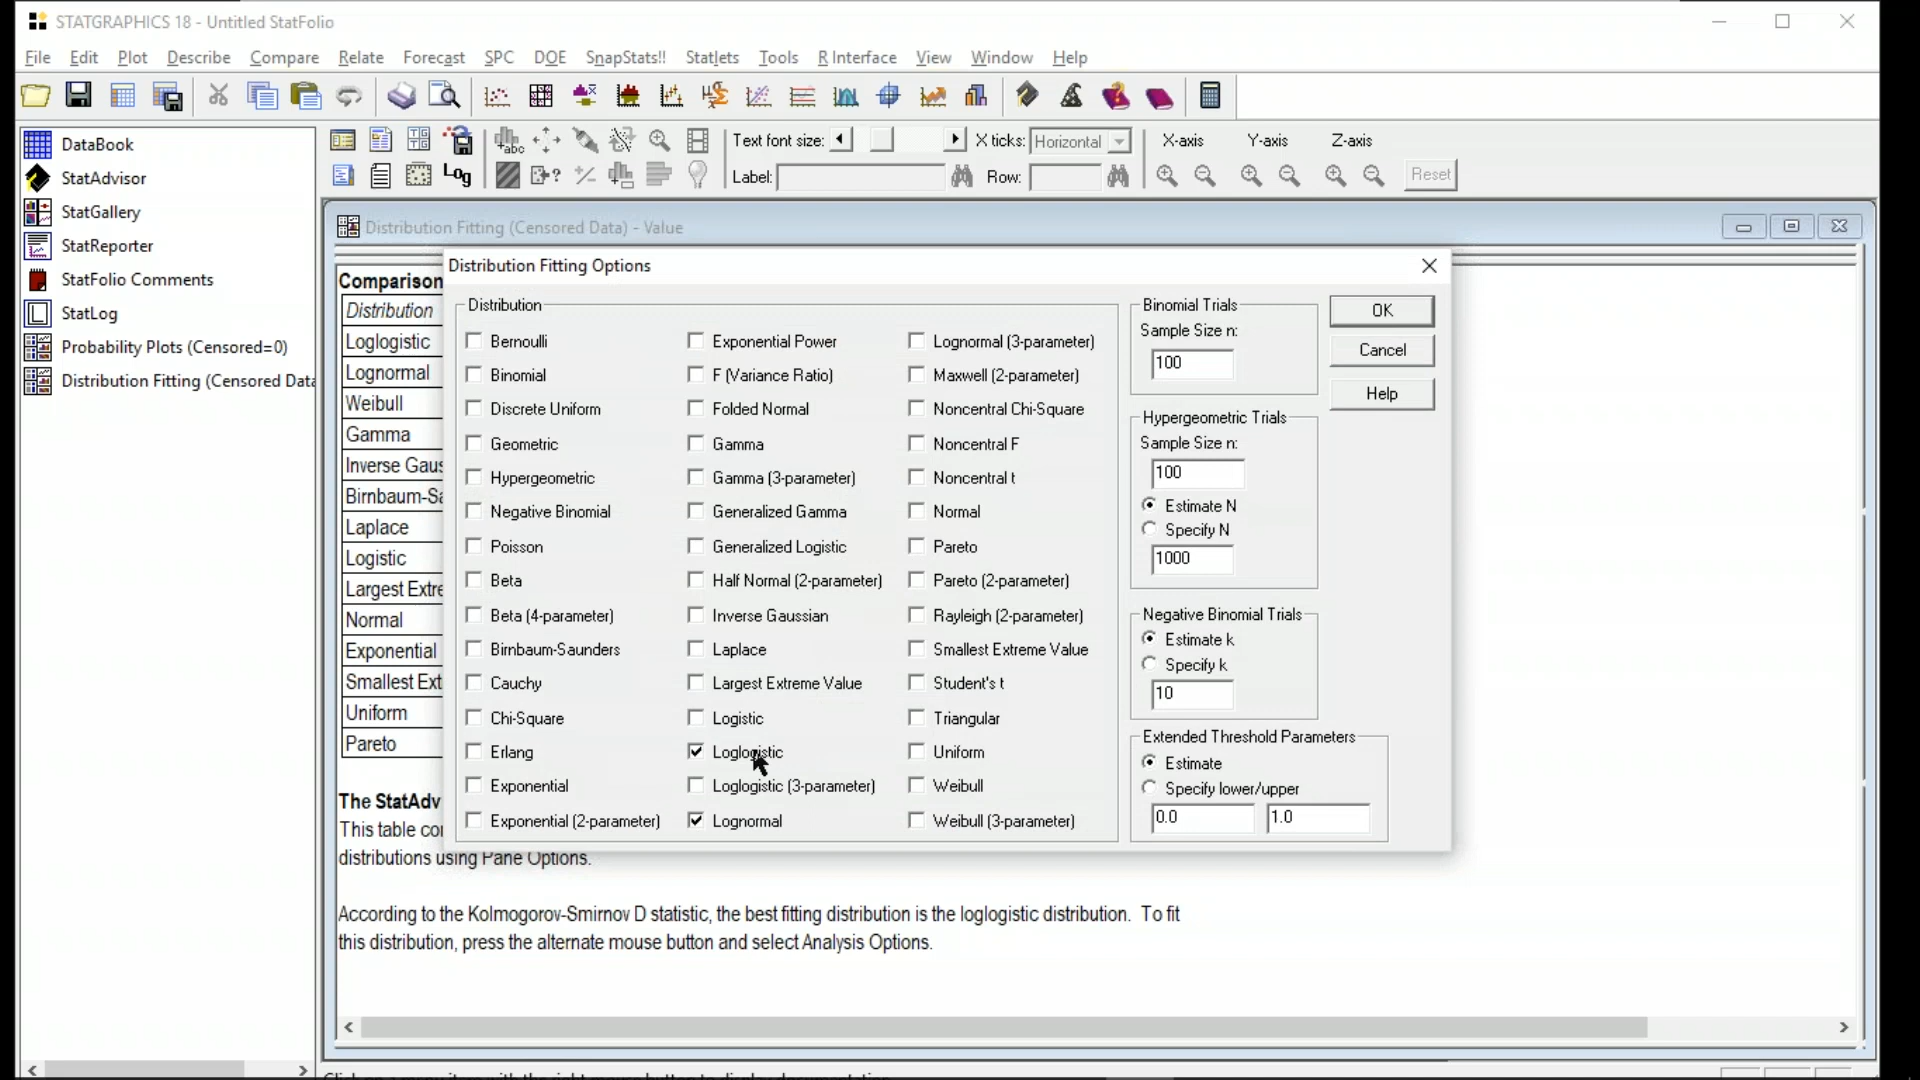 STATGRAPHICS 18 - Untitled StatFolio
File Edit Plot Describe Compare Relate Forecast SPC DOE SnapStats!! Statlets Tools R Interface View Window Help
Text font size: X ticks: Horizontal X-axis Y-axis Z-axis
Log Label: Row: Reset
DataBook
StatAdvisor
StatGallery
StatReporter
StatFolio Comments
StatLog
Probability Plots (Censored=0)
Distribution Fitting (Censored Data
Distribution Fitting (Censored Data) - Value
Comparison
Distribution
Loglogistic
Lognormal
Weibull
Gamma
Inverse Gaus
Birnbaum-Sa
Laplace
Logistic
Largest Extre
Normal
Exponential
Smallest Ext
Uniform
Pareto
The StatAdv
This table cor
distributions using Pane Options.
According to the Kolmogorov-Smirnov D statistic, the best fitting distribution is the loglogistic distribution. To fit
this distribution, press the alternate mouse button and select Analysis Options.
Distribution Fitting Options
Distribution
Bernoulli
Binomial
Discrete Uniform
Geometric
Hypergeometric
Negative Binomial
Poisson
Beta
Beta (4-parameter)
Birnbaum-Saunders
Cauchy
Chi-Square
Erlang
Exponential
Exponential (2-parameter)
Exponential Power
F (Variance Ratio)
Folded Normal
Gamma
Gamma (3-parameter)
Generalized Gamma
Generalized Logistic
Half Normal (2-parameter)
Inverse Gaussian
Laplace
Largest Extreme Value
Logistic
Loglogistic
Loglogistic (3-parameter)
Lognormal
Lognormal (3-parameter)
Maxwell (2-parameter)
Noncentral Chi-Square
Noncentral F
Noncentral t
Normal
Pareto
Pareto (2-parameter)
Rayleigh (2-parameter)
Smallest Extreme Value
Student's t
Triangular
Uniform
Weibull
Weibull (3-parameter)
Binomial Trials
Sample Size n:
100
Hypergeometric Trials
Sample Size n:
100
Estimate N
Specify N
1000
Negative Binomial Trials
Estimate k
Specify k
10
Extended Threshold Parameters
Estimate
Specify lower/upper
0.0 1.0
OK
Cancel
Help